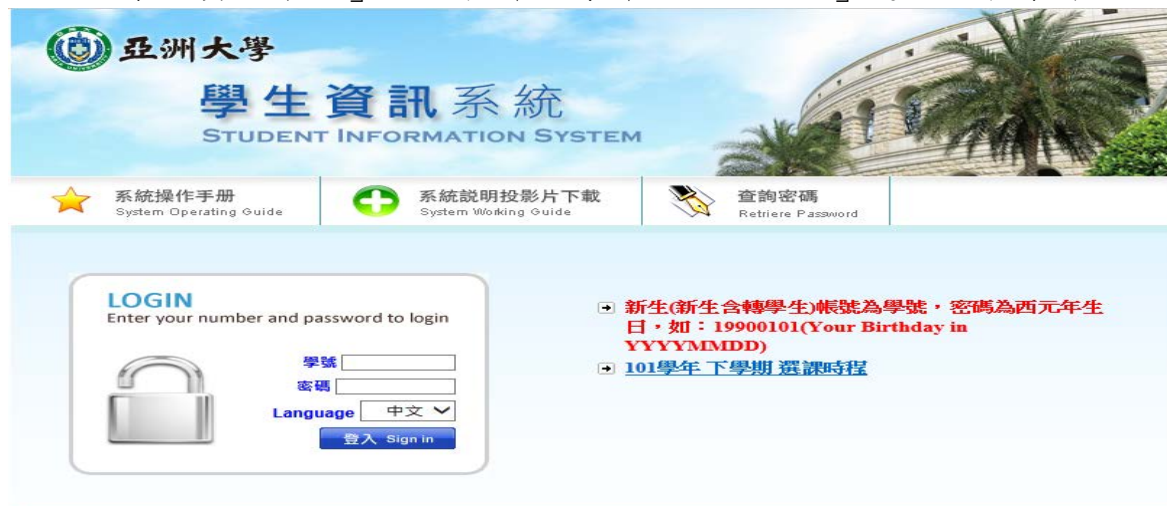 亞洲大學
學生資訊系統
STUDENT INFORMATION SYSTEM
系統操作手冊
System Operating Guide
系統說明投影片下載
System Working Guide
查詢密碼
Retriere Password
LOGIN
Enter your number and password to login
學號
密碼
Language 中文
登入 Sign in
新生(新生含轉學生)帳號為學號，密碼為西元年生
日，如：19900101(Your Birthday in
YYYYMMDD)
101學年 下學期 選課時程